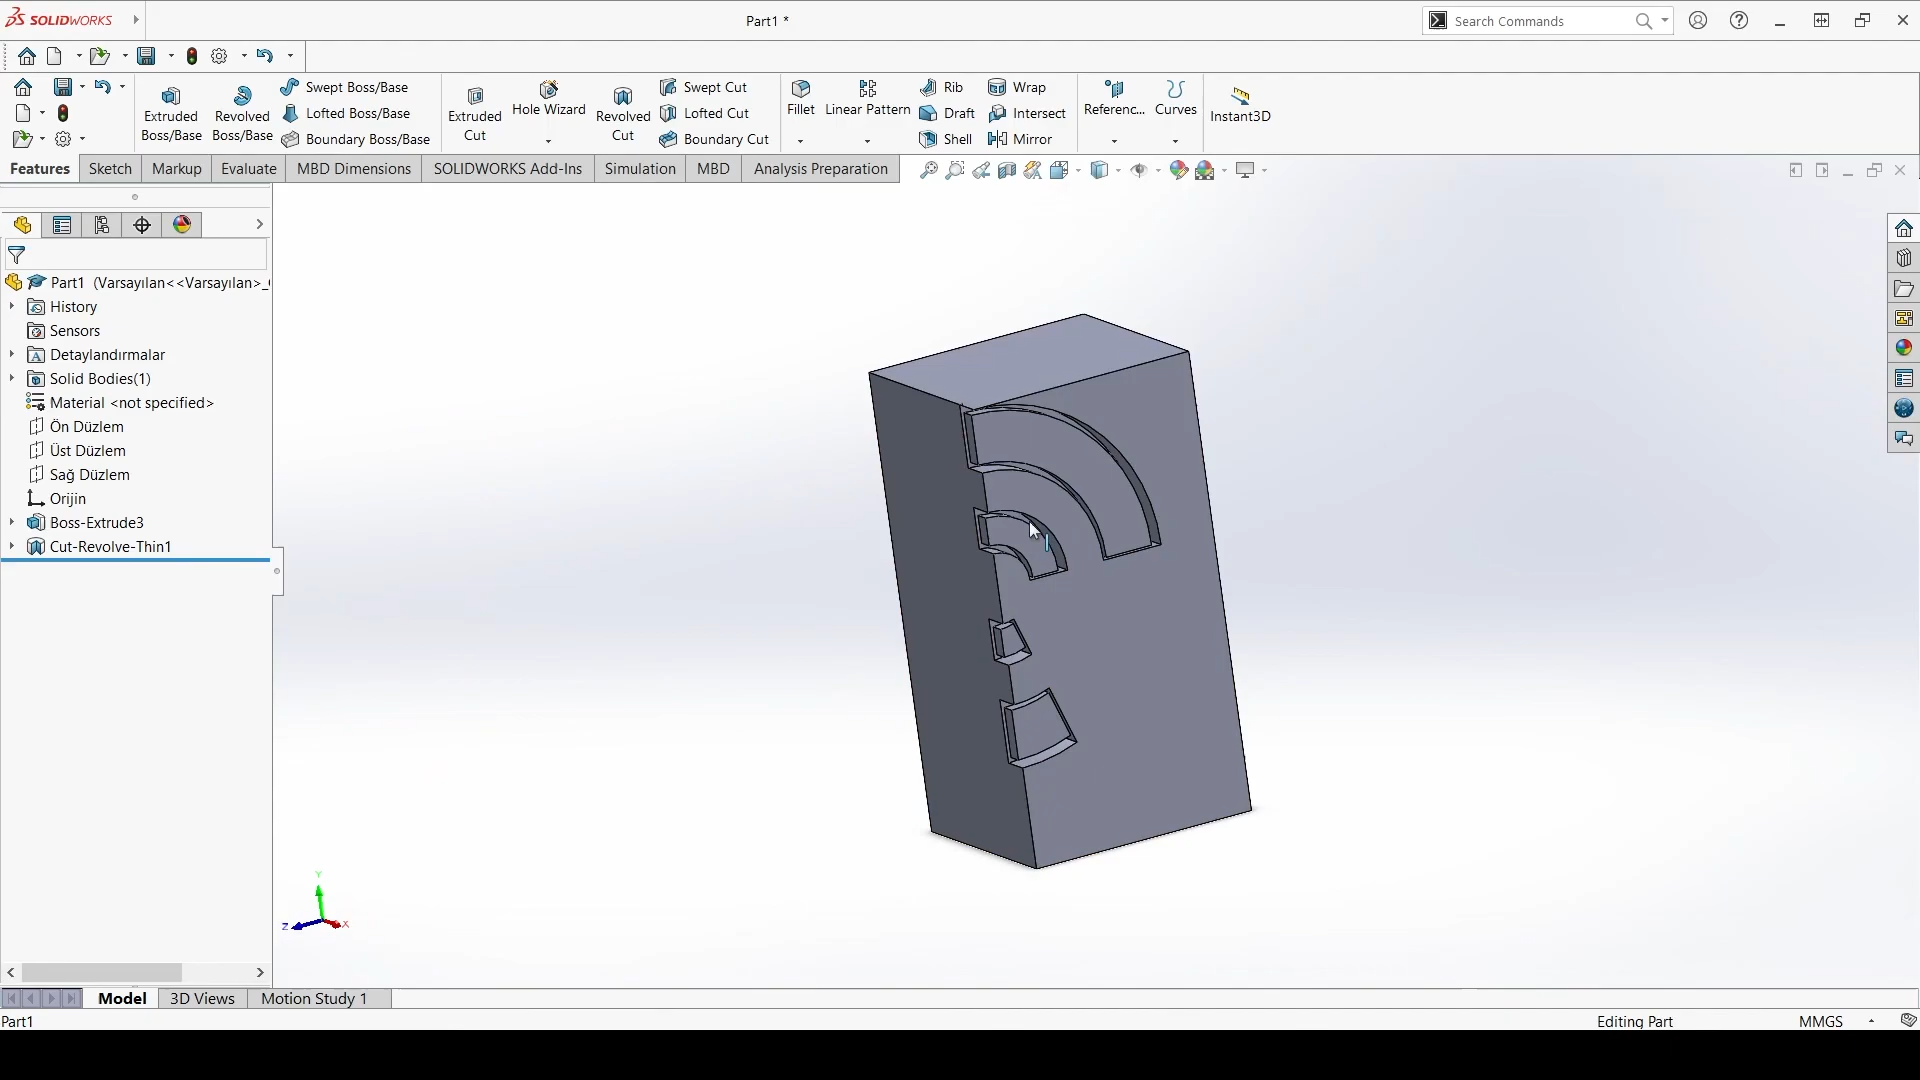 SOLIDWORKS
Part1 *
Search Commands
Extruded Boss/Base
Revolved Boss/Base
Swept Boss/Base
Lofted Boss/Base
Boundary Boss/Base
Extruded Cut
Hole Wizard
Revolved Cut
Swept Cut
Lofted Cut
Boundary Cut
Fillet
Linear Pattern
Rib
Draft
Shell
Wrap
Intersect
Mirror
Referenc...
Curves
Instant3D
Features
Sketch
Markup
Evaluate
MBD Dimensions
SOLIDWORKS Add-Ins
Simulation
MBD
Analysis Preparation
Part1 (Varsayılan<<Varsayılan>_
History
Sensors
Detaylandırmalar
Solid Bodies(1)
Material <not specified>
Ön Düzlem
Üst Düzlem
Sağ Düzlem
Orijin
Boss-Extrude3
Cut-Revolve-Thin1
Y
Z
X
Model
3D Views
Motion Study 1
Part1
Editing Part
MMGS